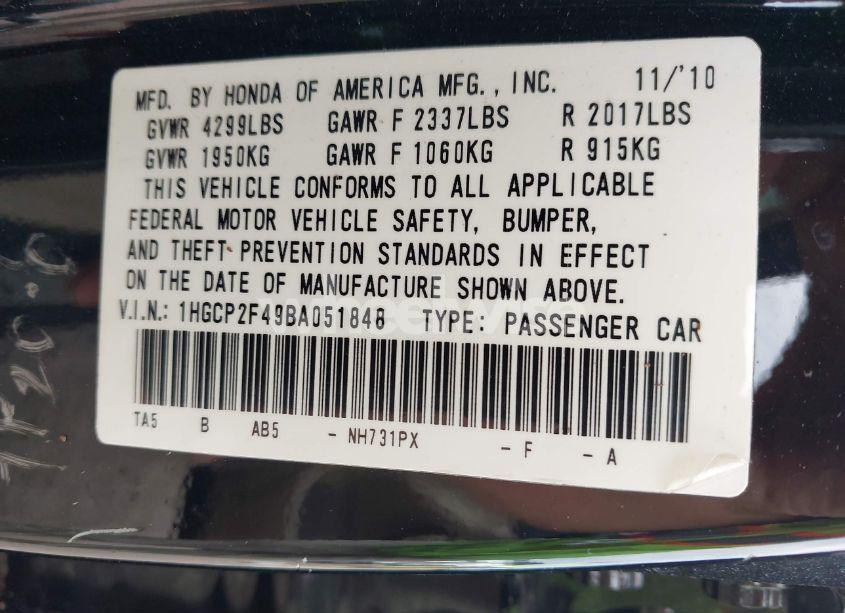 MFD. BY HONDA OF AMERICA MFG., INC. 11/'10
GVWR 4299LBS GAWR F 2337LBS R 2017LBS
GVWR 1950KG GAWR F 1060KG R 915KG
THIS VEHICLE CONFORMS TO ALL APPLICABLE
FEDERAL MOTOR VEHICLE SAFETY, BUMPER,
AND THEFT PREVENTION STANDARDS IN EFFECT
ON THE DATE OF MANUFACTURE SHOWN ABOVE.
V.I.N.: 1HGCP2F49BA051848 TYPE: PASSENGER CAR
TA5 B AB5 - NH731PX - F - A